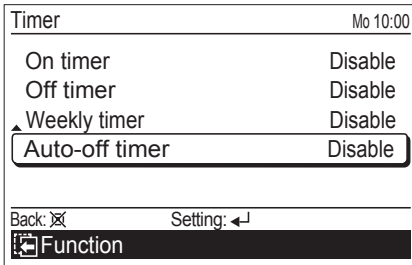 Timer Mo 10:00
On timer Disable
Off timer Disable
Weekly timer Disable
Auto-off timer Disable
Back: Setting:
Function